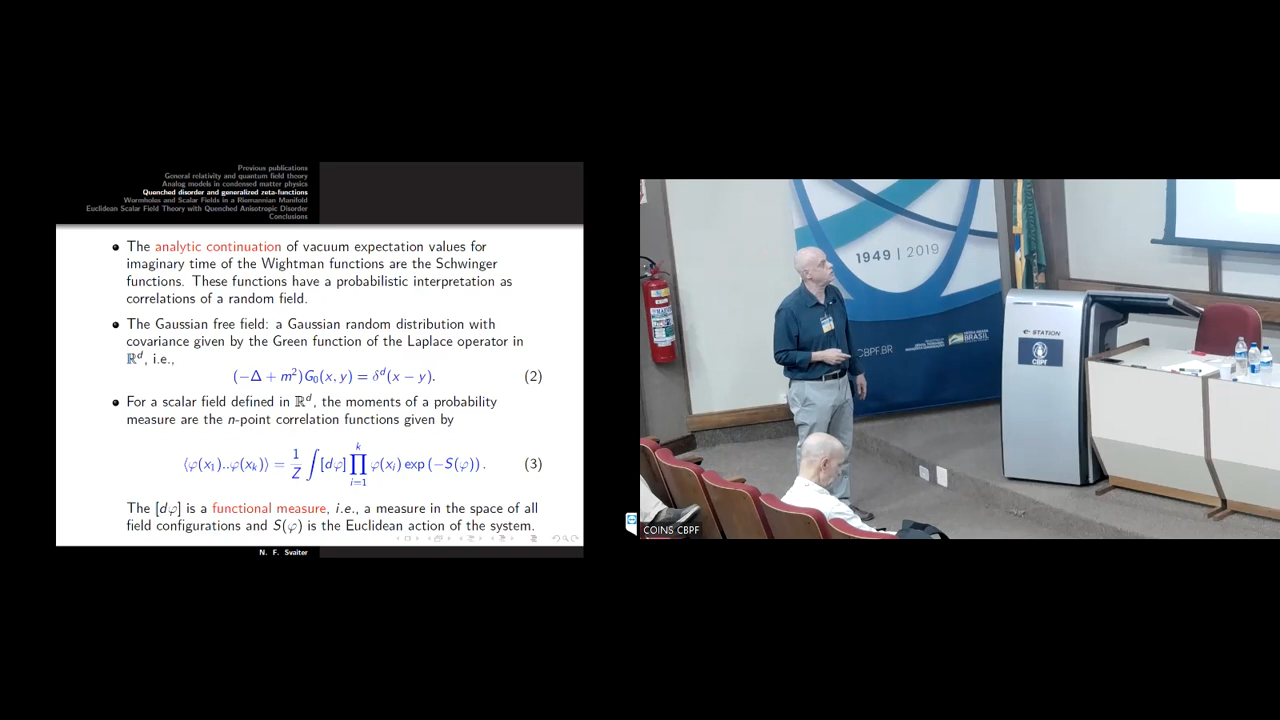 Previous publications
General relativity and quantum field theory
Analog models in condensed matter physics
Quenched disorder and generalized zeta-functions
Wormholes and Scalar Fields in a Riemannian Manifold
Euclidean Scalar Field Theory with Quenched Anisotropic Disorder
Conclusions
The analytic continuation of vacuum expectation values for
imaginary time of the Wightman functions are the Schwinger
functions. These functions have a probabilistic interpretation as
correlations of a random field.
The Gaussian free field: a Gaussian random distribution with
covariance given by the Green function of the Laplace operator in
ℝᵈ, i.e.,
(−Δ + m²)G₀(x, y) = δᵈ(x − y). (2)
For a scalar field defined in ℝᵈ, the moments of a probability
measure are the n-point correlation functions given by
⟨φ(x₁)..φ(xₖ)⟩ = 1/Z ∫[dφ] ∏ᵏᵢ₌₁ φ(xᵢ) exp (−S(φ)). (3)
The [dφ] is a functional measure, i.e., a measure in the space of all
field configurations and S(φ) is the Euclidean action of the system.
N. F. Svaiter
1949 | 2019
CBPF.BR
BRASIL
e-STATION
CBPF
COINS CBPF